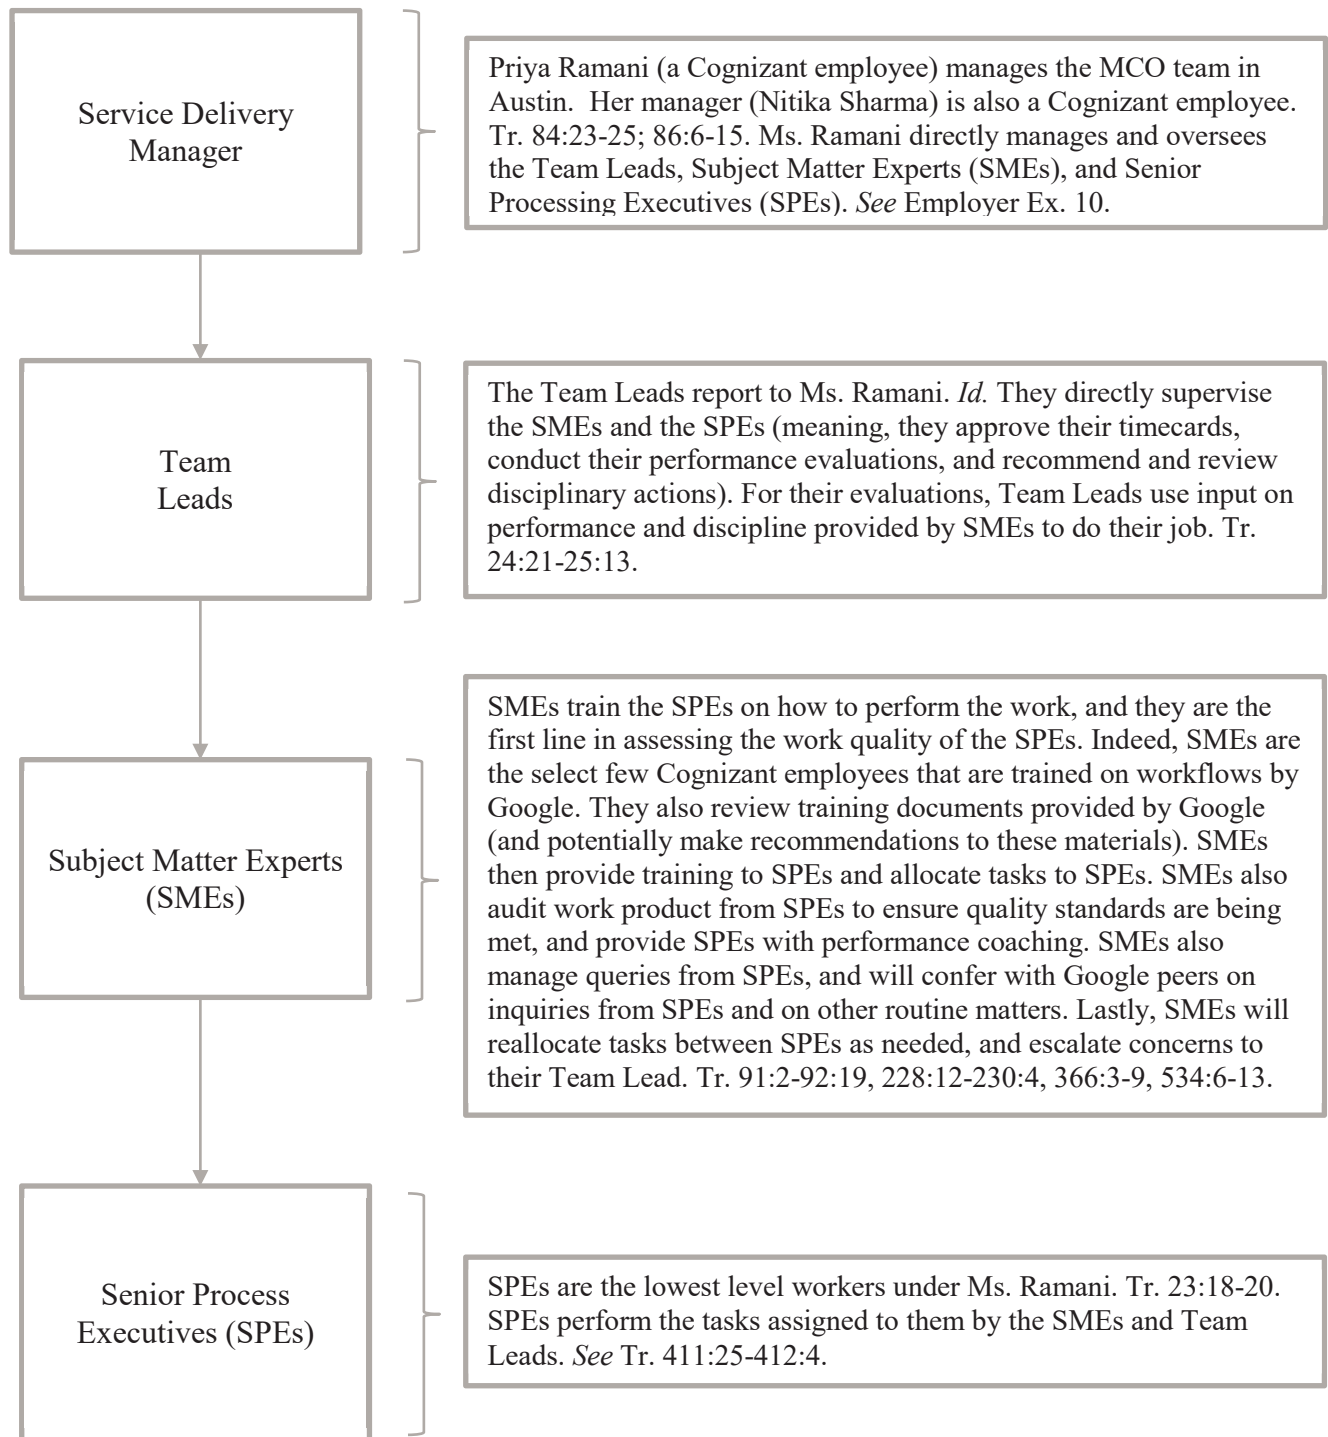 Service Delivery
Manager
Priya Ramani (a Cognizant employee) manages the MCO team in
Austin.  Her manager (Nitika Sharma) is also a Cognizant employee.
Tr. 84:23-25; 86:6-15. Ms. Ramani directly manages and oversees
the Team Leads, Subject Matter Experts (SMEs), and Senior
Processing Executives (SPEs). See Employer Ex. 10.
Team
Leads
The Team Leads report to Ms. Ramani. Id. They directly supervise
the SMEs and the SPEs (meaning, they approve their timecards,
conduct their performance evaluations, and recommend and review
disciplinary actions). For their evaluations, Team Leads use input on
performance and discipline provided by SMEs to do their job. Tr.
24:21-25:13.
Subject Matter Experts
(SMEs)
SMEs train the SPEs on how to perform the work, and they are the
first line in assessing the work quality of the SPEs. Indeed, SMEs are
the select few Cognizant employees that are trained on workflows by
Google. They also review training documents provided by Google
(and potentially make recommendations to these materials). SMEs
then provide training to SPEs and allocate tasks to SPEs. SMEs also
audit work product from SPEs to ensure quality standards are being
met, and provide SPEs with performance coaching. SMEs also
manage queries from SPEs, and will confer with Google peers on
inquiries from SPEs and on other routine matters. Lastly, SMEs will
reallocate tasks between SPEs as needed, and escalate concerns to
their Team Lead. Tr. 91:2-92:19, 228:12-230:4, 366:3-9, 534:6-13.
Senior Process
Executives (SPEs)
SPEs are the lowest level workers under Ms. Ramani. Tr. 23:18-20.
SPEs perform the tasks assigned to them by the SMEs and Team
Leads. See Tr. 411:25-412:4.